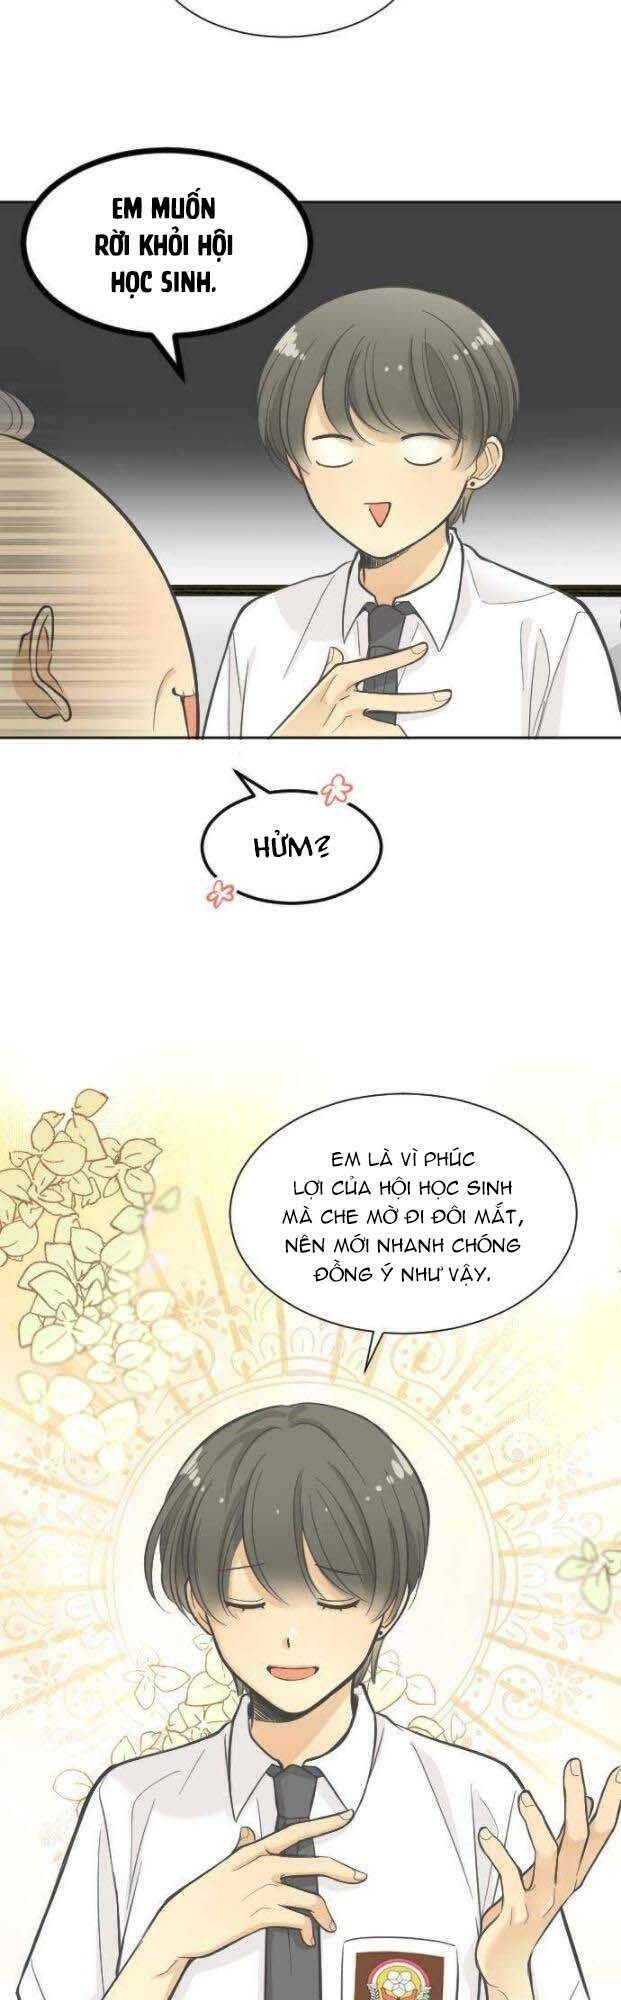 EM MUỐN
RỜI KHỎI HỘI
HỌC SINH.
HỬM?
EM LÀ VÌ PHÚC
LỢI CỦA HỘI HỌC SINH
MÀ CHE MỜ ĐI ĐÔI MẮT,
NÊN MỚI NHANH CHÓNG
ĐỒNG Ý NHƯ VẬY.